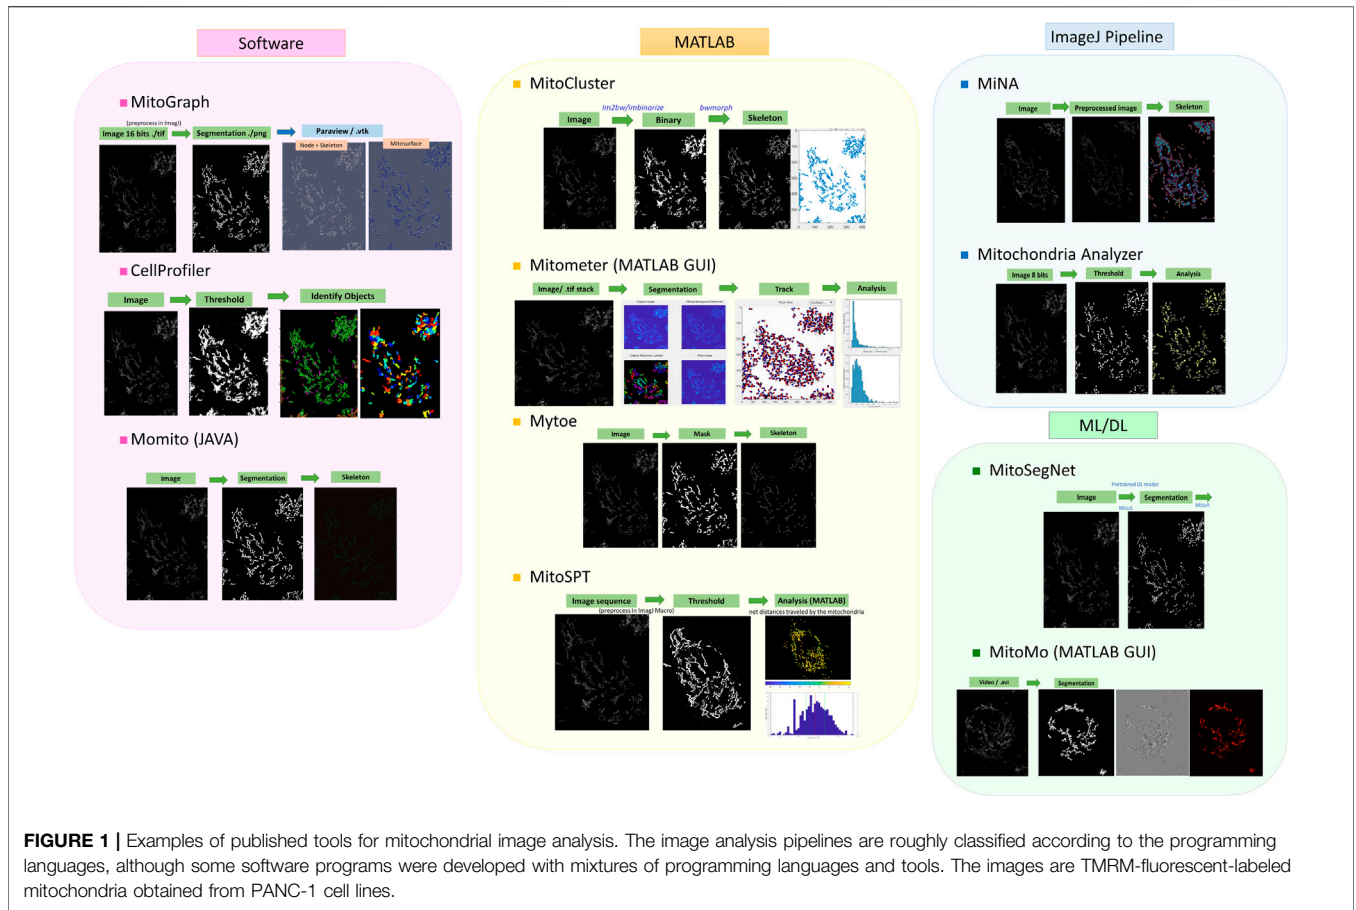 Software
MitoGraph
(preprocess in ImagJ)
Image 16 bits ./tif
Segmentation ./png
Paraview / .vtk
Node + Skeleton
Mitosurface
CellProfiler
Image
Threshold
Identify Objects
Momito (JAVA)
Image
Segmentation
Skeleton
MATLAB
MitoCluster
Im2bw/imbinarize
bwmorph
Image
Binary
Skeleton
Mitometer (MATLAB GUI)
Image/ .tif stack
Segmentation
Track
Analysis
Mytoe
Image
Mask
Skeleton
MitoSPT
Image sequence
Threshold
Analysis (MATLAB)
(preprocess in ImagJ Macro)
net distances traveled by the mitochondria
ImageJ Pipeline
MiNA
Image
Preprocessed image
Skeleton
Mitochondria Analyzer
Image 8 bits
Threshold
Analysis
ML/DL
MitoSegNet
Pretrained DL model
Image
Segmentation
MitoS
MitoA
MitoMo (MATLAB GUI)
Video / .avi
Segmentation
FIGURE 1 | Examples of published tools for mitochondrial image analysis. The image analysis pipelines are roughly classified according to the programming
languages, although some software programs were developed with mixtures of programming languages and tools. The images are TMRM-fluorescent-labeled
mitochondria obtained from PANC-1 cell lines.